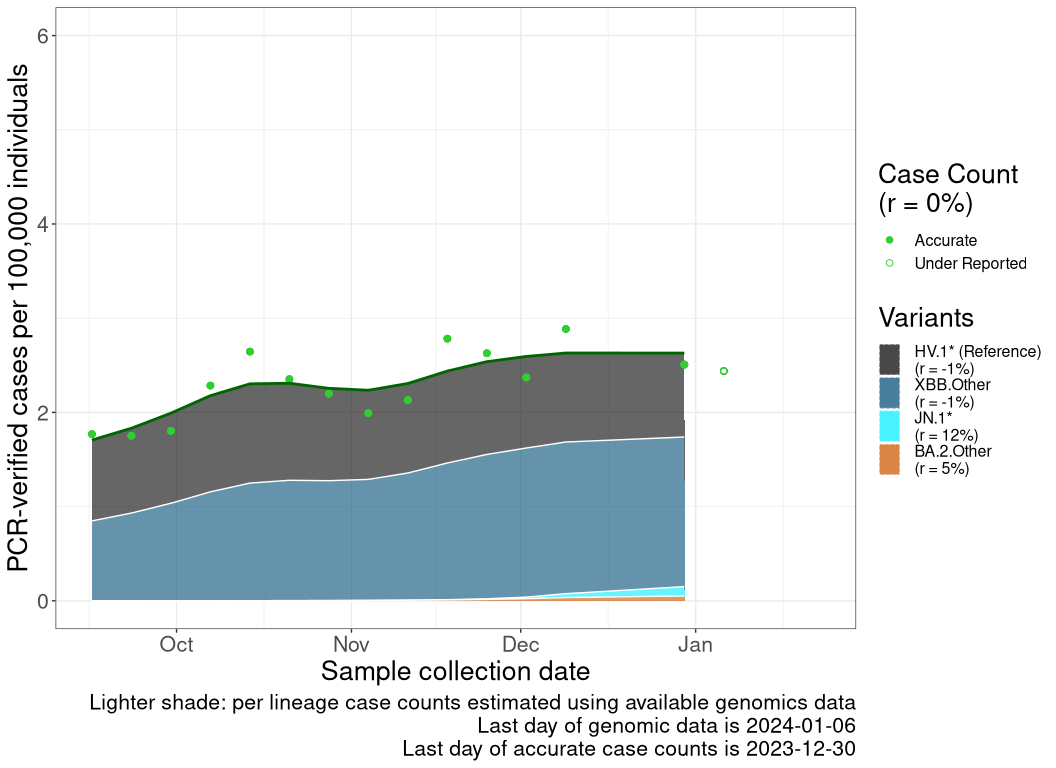 PCR-verified cases per 100,000 individuals
6
4
2
0
Oct
Nov
Dec
Jan
Sample collection date
Lighter shade: per lineage case counts estimated using available genomics data
Last day of genomic data is 2024-01-06
Last day of accurate case counts is 2023-12-30
Case Count
(r = 0%)
Accurate
Under Reported
Variants
HV.1* (Reference)
(r = -1%)
XBB.Other
(r = -1%)
JN.1*
(r = 12%)
BA.2.Other
(r = 5%)